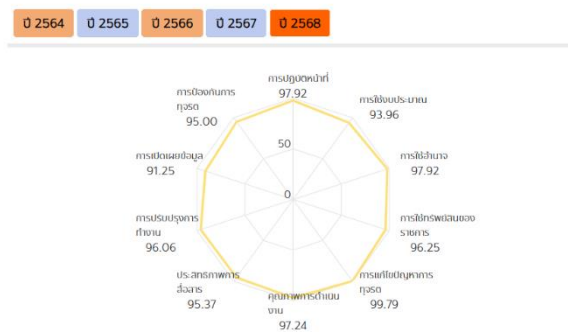 ปี 2564 ปี 2565 ปี 2566 ปี 2567 ปี 2568
การปฏิบัติหน้าที่
97.92
การป้องกันการ
ทุจริต
95.00
การใช้งบประมาณ
93.96
50
การเปิดเผยข้อมูล
91.25
การใช้อำนาจ
97.92
0
การปรับปรุงการ
ทำงาน
96.06
การใช้ทรัพย์สินของ
ราชการ
96.25
ประสิทธิภาพการ
สื่อสาร
95.37
การแก้ไขปัญหาการ
ทุจริต
99.79
คุณภาพการดำเนิน
งาน
97.24